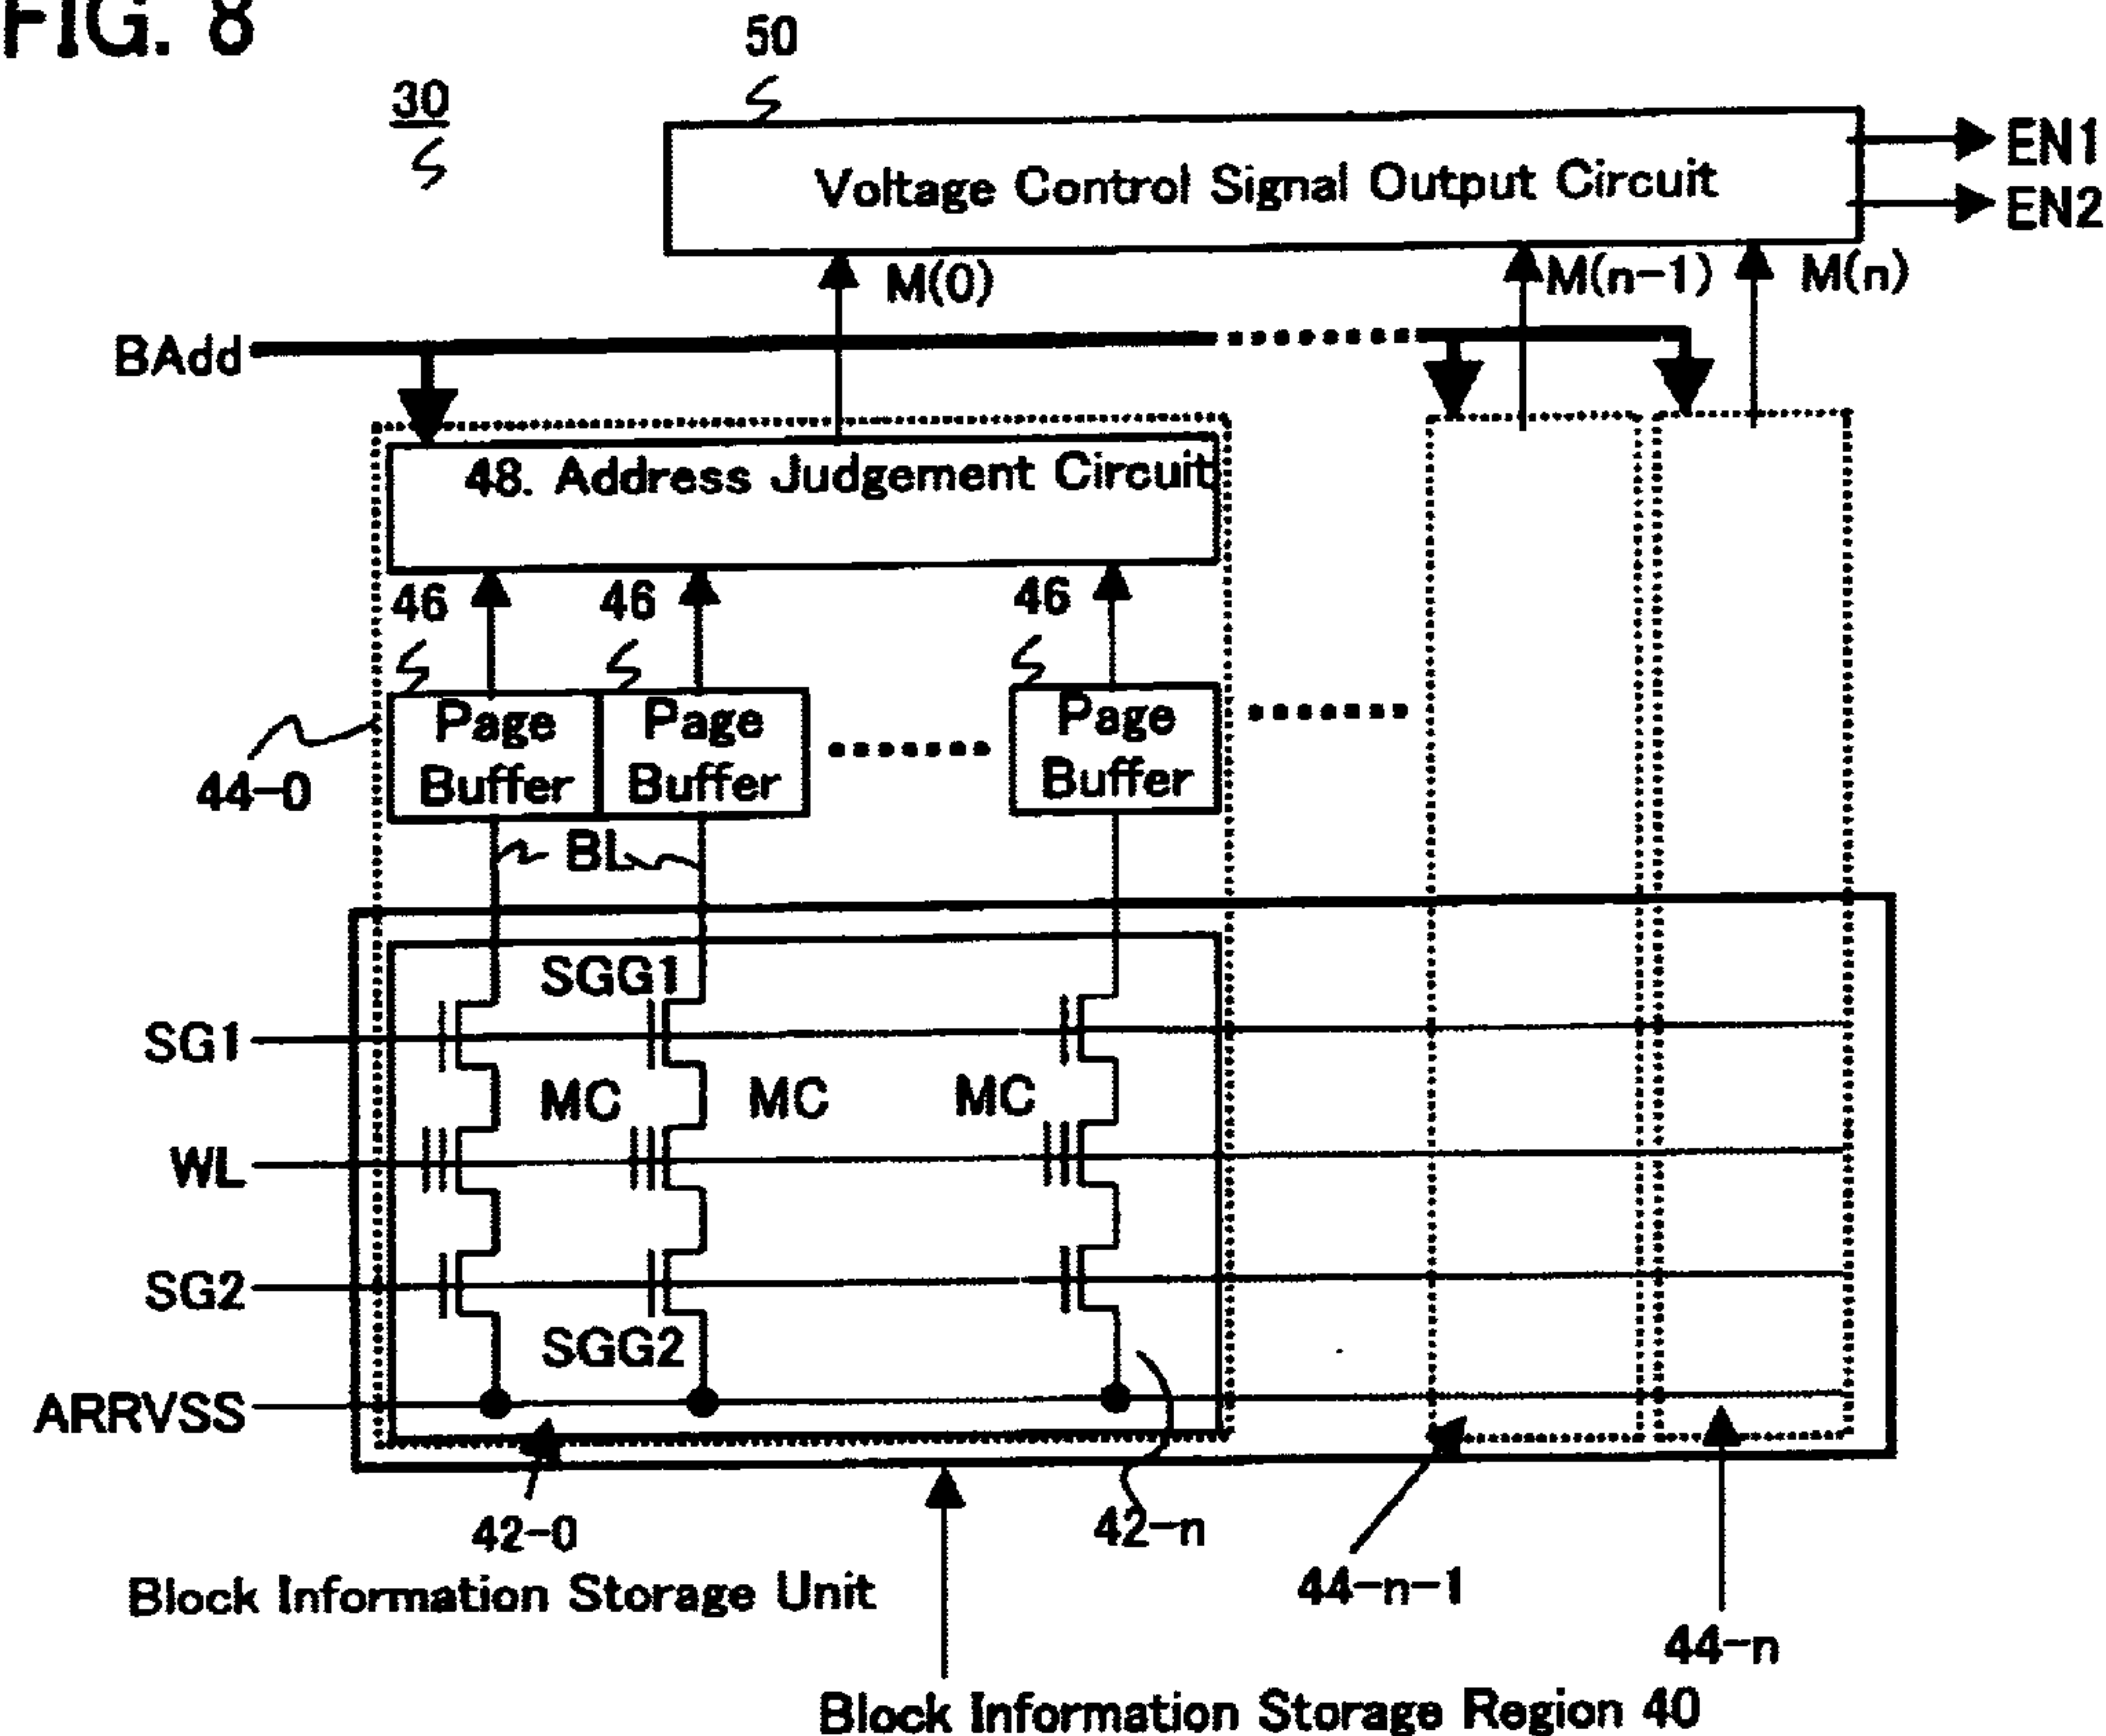 FIG. 8
50
30
Voltage Control Signal Output Circuit
EN1
EN2
M(0)
M(n-1)
M(n)
BAdd
48. Address Judgement Circuit
46
46
46
Page Buffer
Page Buffer
Page Buffer
44-0
BL
SGG1
SG1
MC
MC
MC
WL
SG2
SGG2
ARRVSS
42-0
42-n
44-n-1
Block Information Storage Unit
44-n
Block Information Storage Region 40